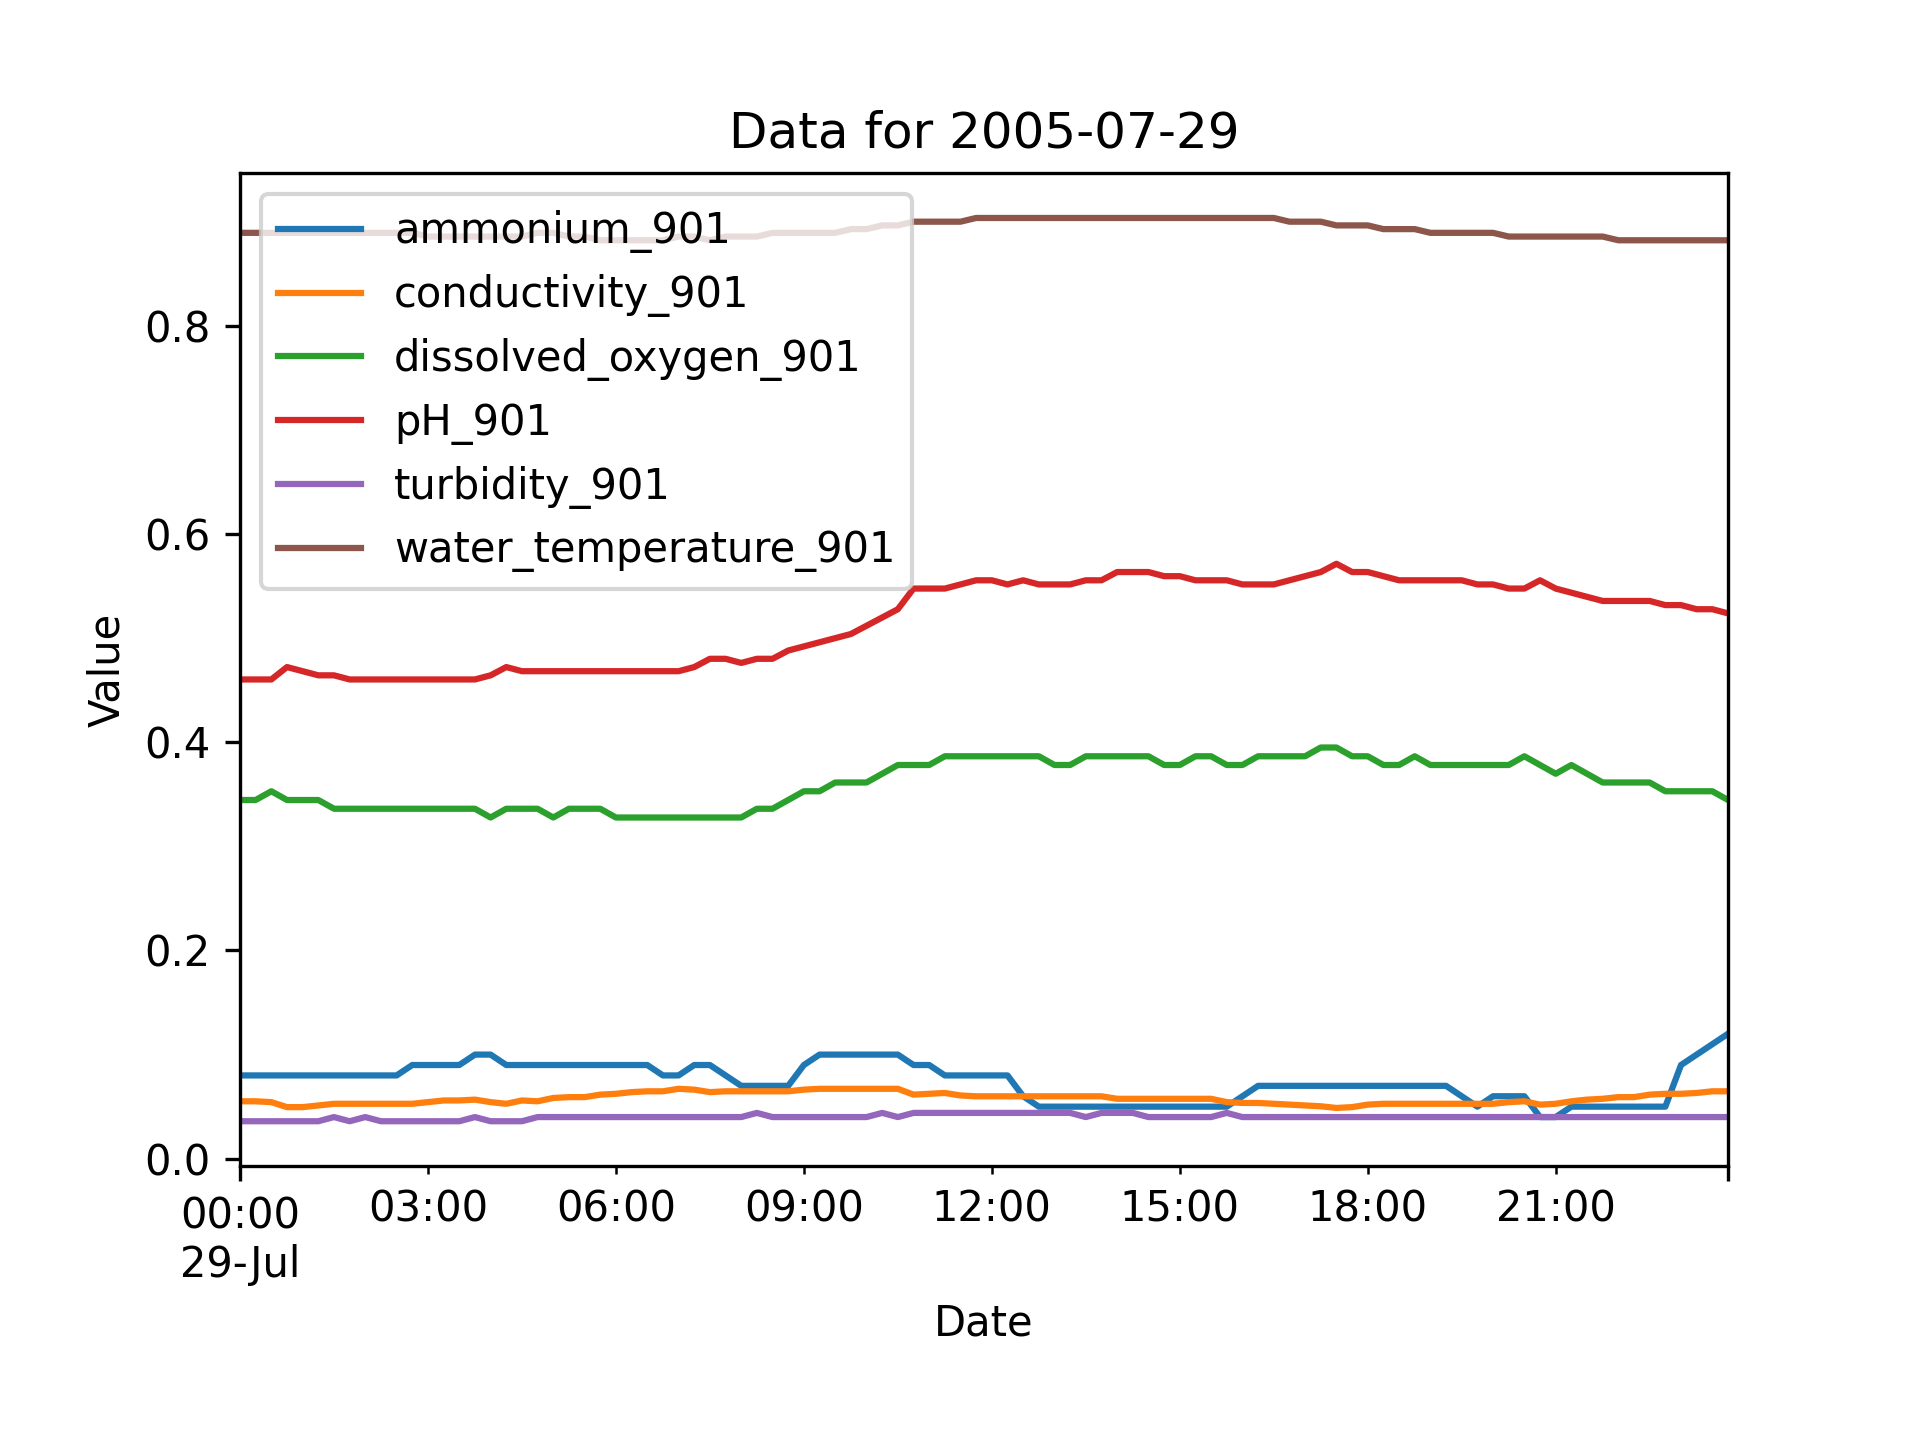 Data for 2005-07-29
ammonium_901
conductivity_901
dissolved_oxygen_901
pH_901
turbidity_901
water_temperature_901
Value
0.8
0.6
0.4
0.2
0.0
00:00 03:00 06:00 09:00 12:00 15:00 18:00 21:00
29-Jul
Date